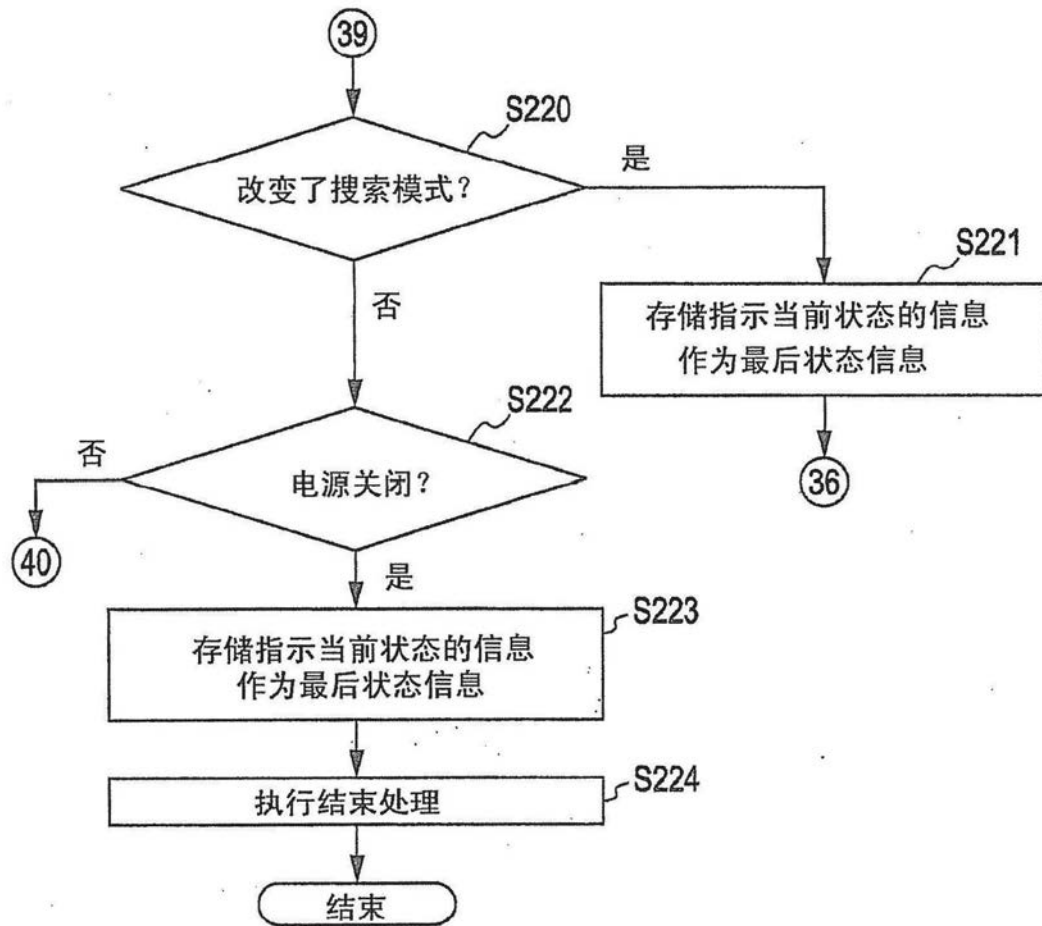 39
S220
改变了搜索模式？
是
S221
存储指示当前状态的信息
作为最后状态信息
36
否
S222
电源关闭？
否
40
是
S223
存储指示当前状态的信息
作为最后状态信息
S224
执行结束处理
结束